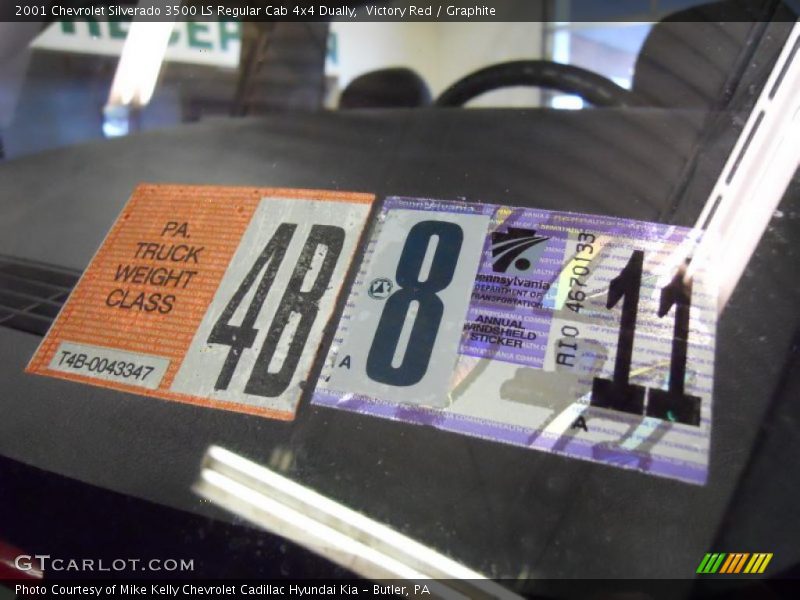 2001 Chevrolet Silverado 3500 LS Regular Cab 4x4 Dually, Victory Red / Graphite
PA.
TRUCK
WEIGHT
CLASS
4B
T4B-0043347
8
A
pennsylvania
DEPARTMENT OF
TRANSPORTATION
ANNUAL
WINDSHIELD
STICKER
AI0 4670133
11
A
GTCARLOT.COM
Photo Courtesy of Mike Kelly Chevrolet Cadillac Hyundai Kia – Butler, PA